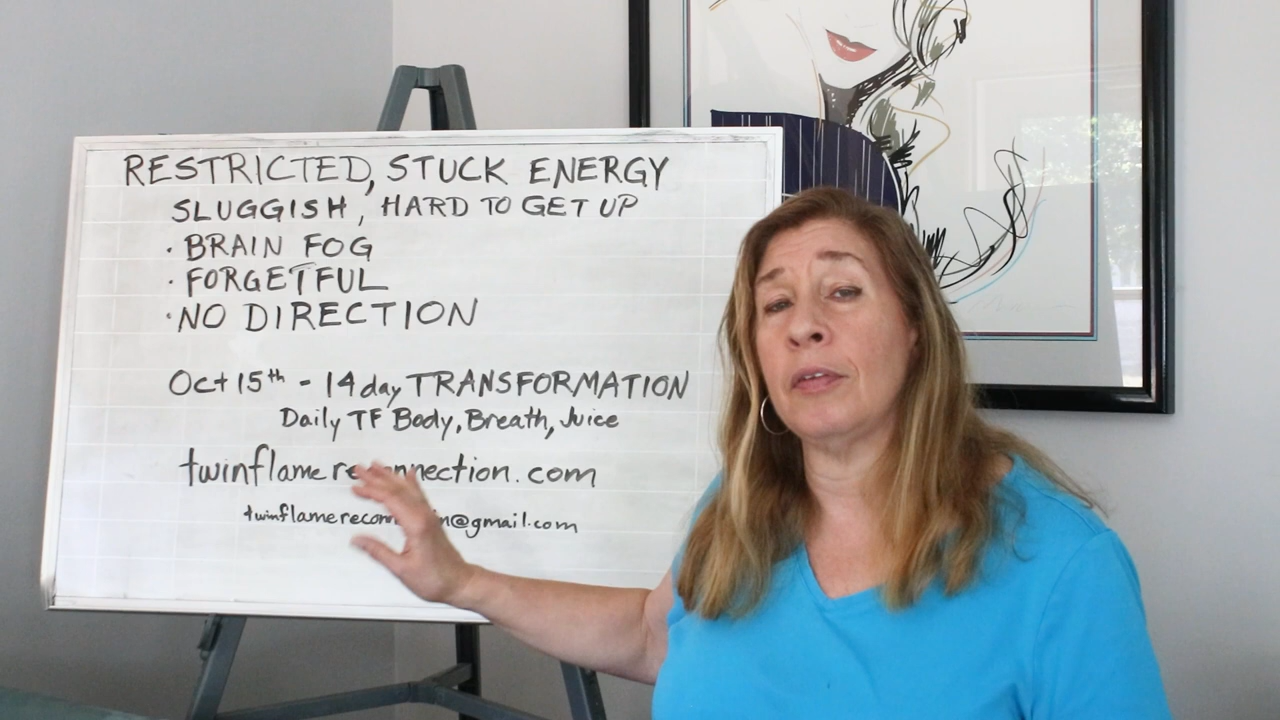 RESTRICTED, STUCK ENERGY
SLUGGISH, HARD TO GET UP
· BRAIN FOG
· FORGETFUL
· NO DIRECTION
Oct 15th - 14 day TRANSFORMATION
Daily TF Body, Breath, Juice